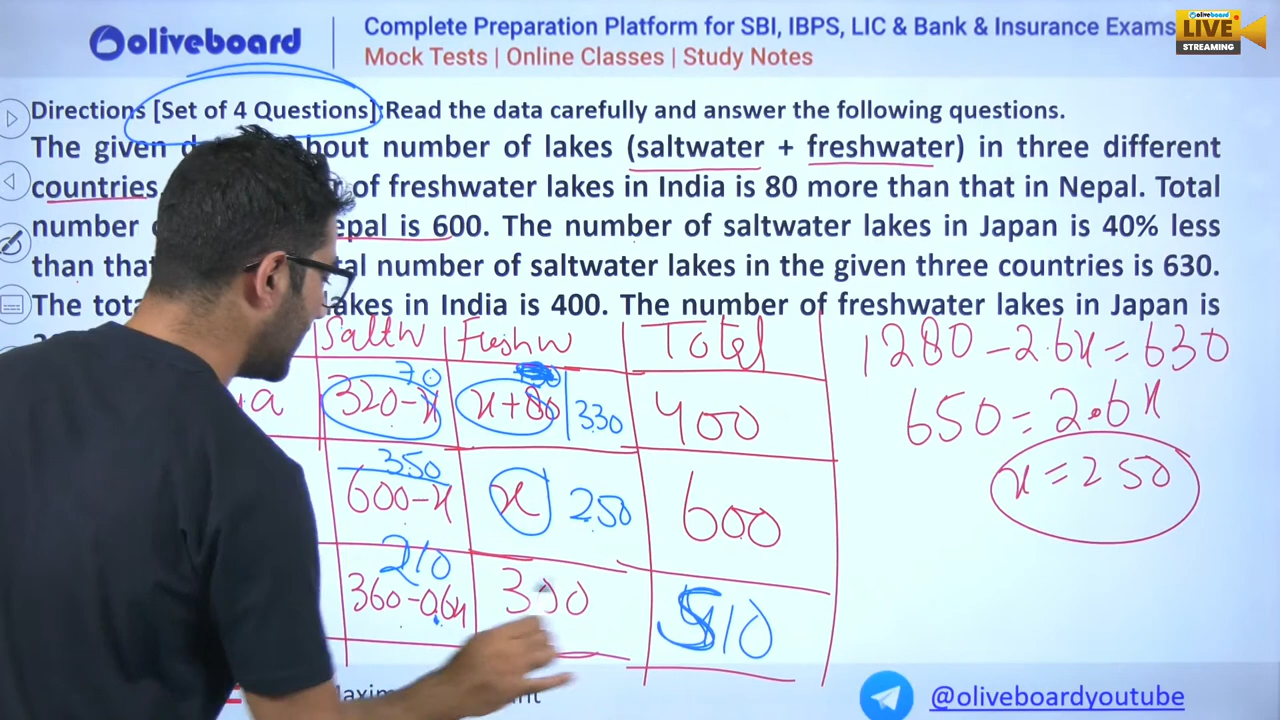 oliveboard
Complete Preparation Platform for SBI, IBPS, LIC & Bank & Insurance Exams
Mock Tests | Online Classes | Study Notes
oliveboard
LIVE
STREAMING
Directions [Set of 4 Questions]:Read the data carefully and answer the following questions.
The given about number of lakes (saltwater + freshwater) in three different
countries. of freshwater lakes in India is 80 more than that in Nepal. Total
number epal is 600. The number of saltwater lakes in Japan is 40% less
than tha tal number of saltwater lakes in the given three countries is 630.
The tota lakes in India is 400. The number of freshwater lakes in Japan is
Saltw Freshw Total
70
320-x x+80 330 400
350
600-x x 250 600
210
360-0.6x 300 510
1280-2.6x=630
650=2.6x
x=250
@oliveboardyoutube